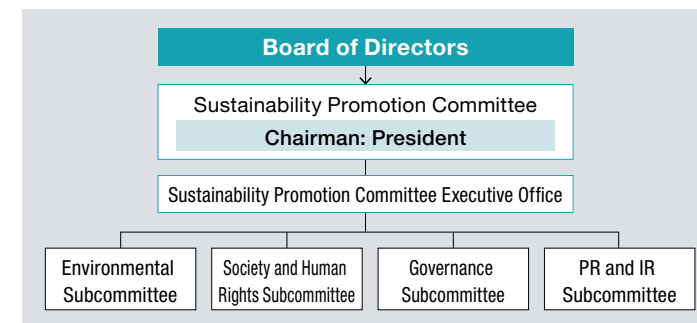 Board of Directors
Sustainability Promotion Committee
Chairman: President
Sustainability Promotion Committee Executive Office
Environmental
Subcommittee
Society and Human
Rights Subcommittee
Governance
Subcommittee
PR and IR
Subcommittee